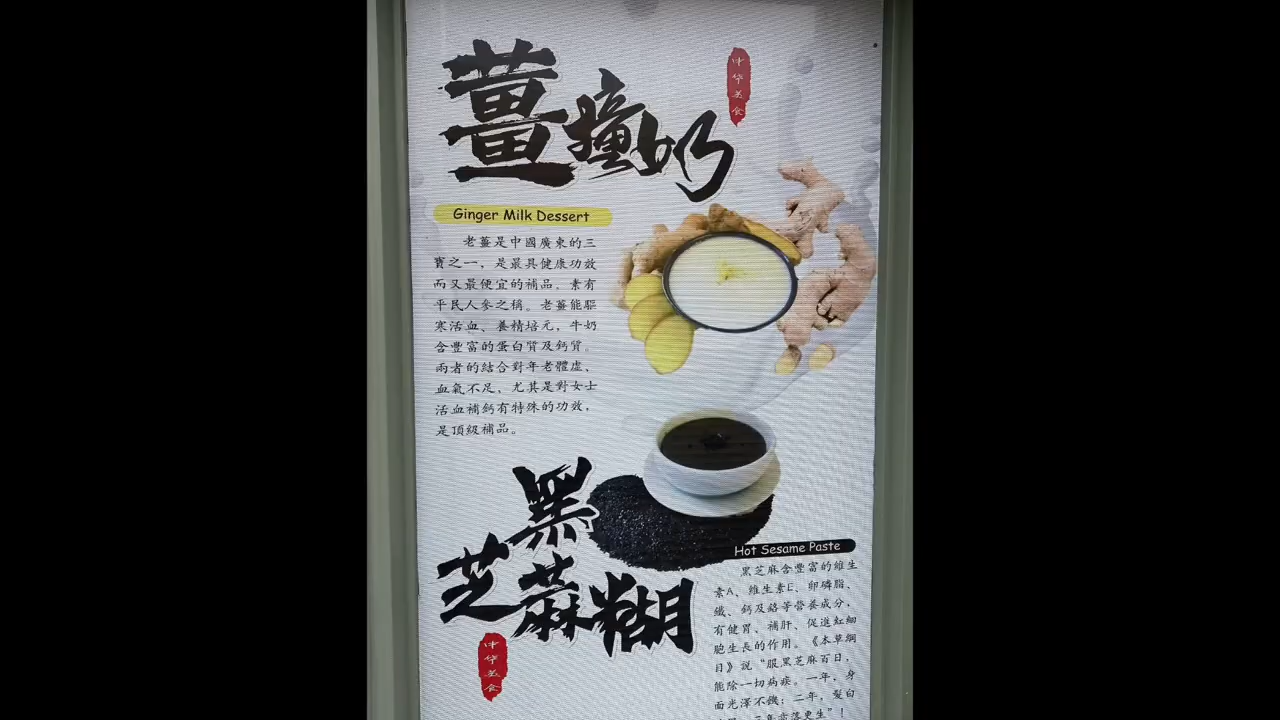 薑撞奶
中华美食
Ginger Milk Dessert
老薑是中國廣東的三
寶之一，是最具健康功效
而又最便宜的補品，素有
平民人參之稱。老薑能驅
寒活血、養精培元，牛奶
含豐富的蛋白質及鈣質。
兩者的結合對年老體虛、
血氣不足，尤其是對女士
活血補鈣有特殊的功效，
是頂級補品。
黑
芝麻糊
中华美食
Hot Sesame Paste
黑芝麻含豐富的維生
素A、維生素E、卵磷脂、
鐵、鈣及鉻等營養成分，
有健胃、補肝、促進紅細
胞生長的作用。《本草綱
目》說“服黑芝麻百日，
能除一切病疾。一年，身
面光澤不饑；二年，髮白
三年齒落更生”！